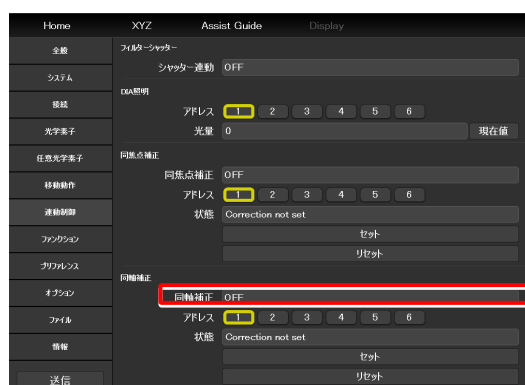 Home XYZ Assist Guide Display
全般
システム
接続
光学素子
任意光学素子
移動動作
連動制御
ファンクション
プリファレンス
オプション
ファイル
情報
送信
フィルターシャッター
シャッター連動 OFF
DIA照明
アドレス 1 2 3 4 5 6
光量 0 現在値
同焦点補正
同焦点補正 OFF
アドレス 1 2 3 4 5 6
状態 Correction not set
セット
リセット
同軸補正
同軸補正 OFF
アドレス 1 2 3 4 5 6
状態 Correction not set
セット
リセット